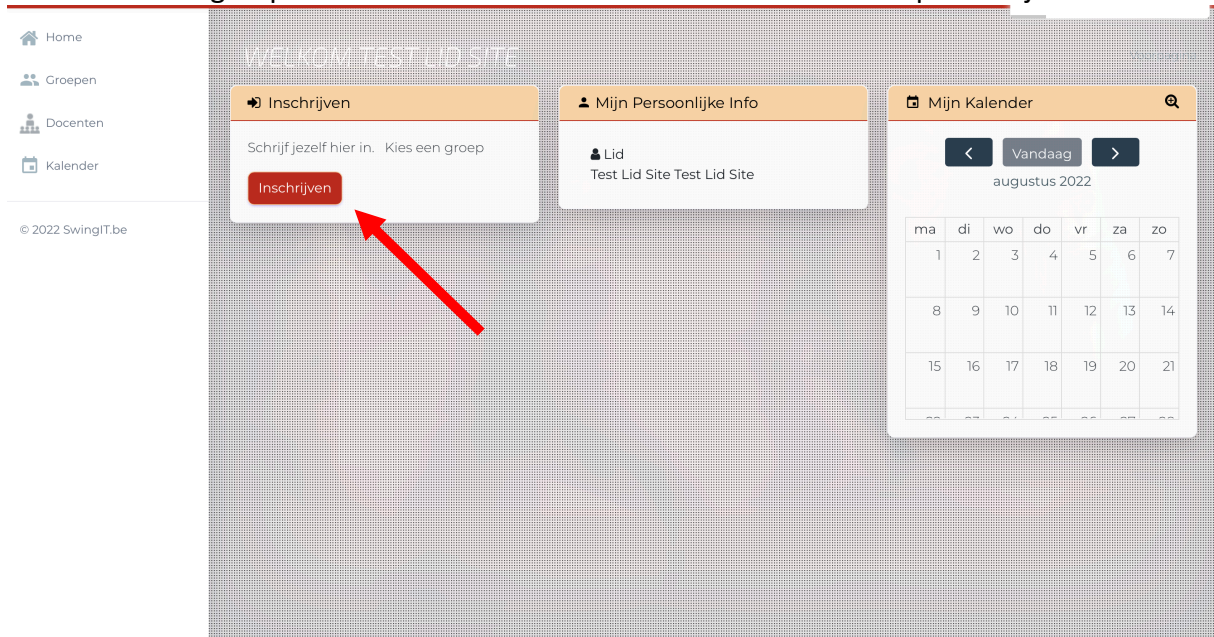 Home
Groepen
Docenten
Kalender
© 2022 SwingIT.be
WELKOM TEST LID SITE
Inschrijven
Schrijf jezelf hier in. Kies een groep
Inschrijven
Mijn Persoonlijke Info
Lid
Test Lid Site Test Lid Site
Mijn Kalender
Vandaag
augustus 2022
ma di wo do vr za zo
1 2 3 4 5 6 7
8 9 10 11 12 13 14
15 16 17 18 19 20 21